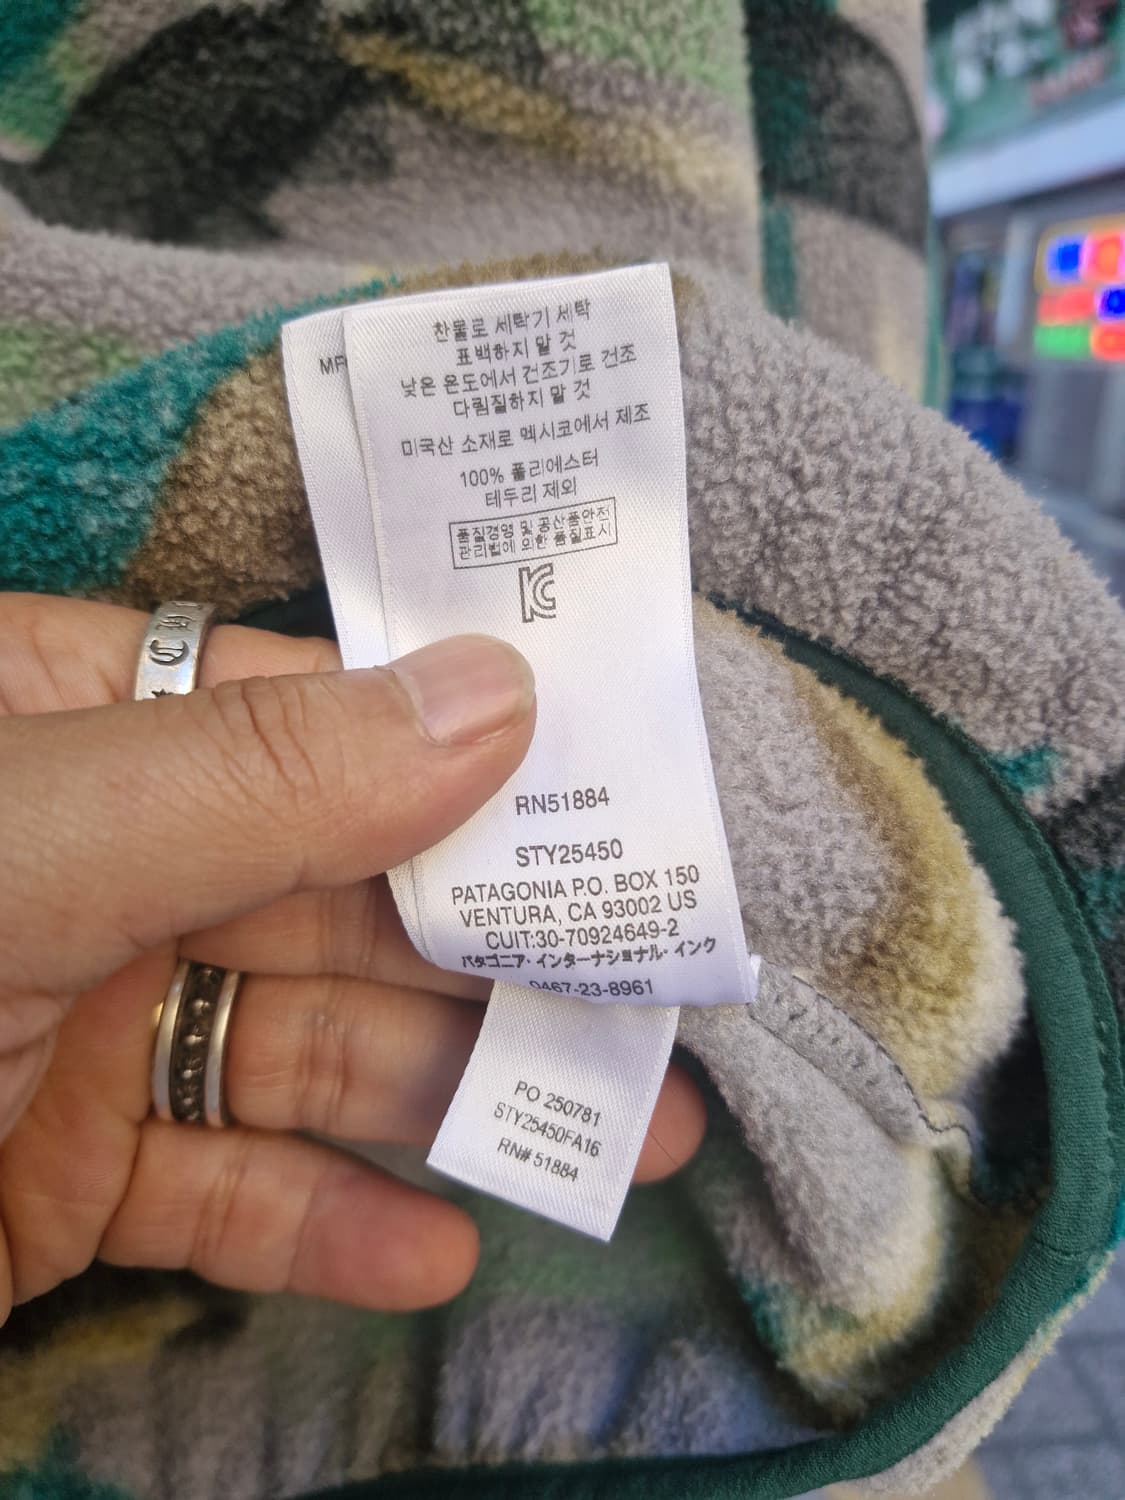 찬물로 세탁기 세탁
표백하지 말 것
낮은 온도에서 건조기로 건조
다림질하지 말 것
미국산 소재로 멕시코에서 제조
100% 폴리에스터
테두리 제외
품질경영 및 공산품안전
관리법에 의한 품질표시
KC
RN51884
STY25450
PATAGONIA P.O. BOX 150
VENTURA, CA 93002 US
CUIT:30-70924649-2
パタゴニア・インターナショナル・インク
0467-23-8961
PO 250781
STY25450FA16
RN# 51884